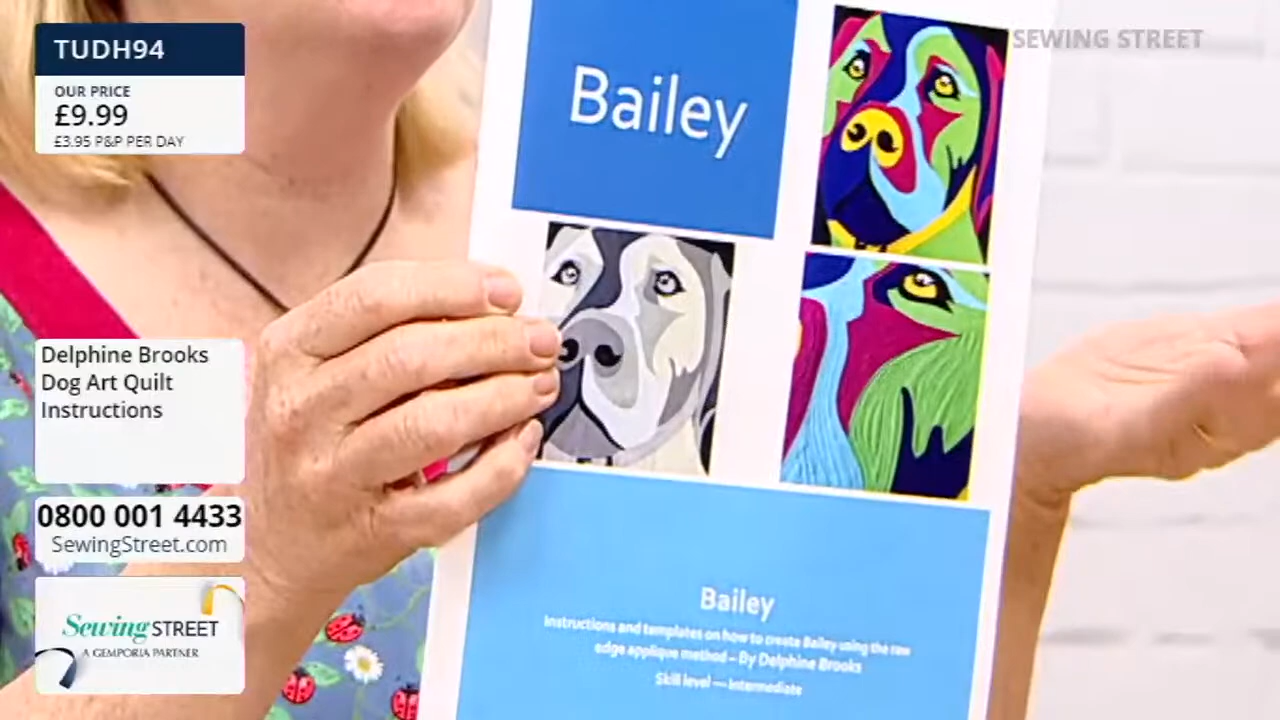 TUDH94
OUR PRICE
£9.99
£3.95 P&P PER DAY
SEWING STREET
Bailey
Delphine Brooks
Dog Art Quilt
Instructions
0800 001 4433
SewingStreet.com
Sewing STREET
A GEMPORIA PARTNER
Bailey
Instructions and templates on how to create Bailey using the raw
edge applique method – By Delphine Brooks
Skill level — Intermediate